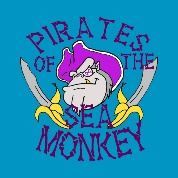 PIRATES
OF THE
SEA
MONKEY